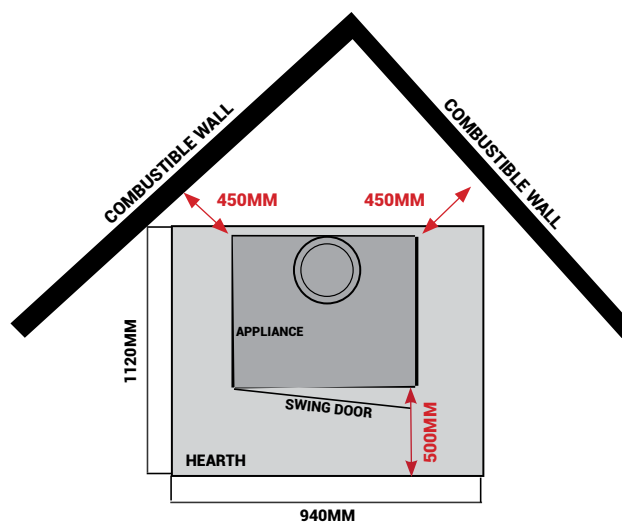 COMBUSTIBLE WALL
COMBUSTIBLE WALL
450MM
450MM
1120MM
APPLIANCE
SWING DOOR
500MM
HEARTH
940MM